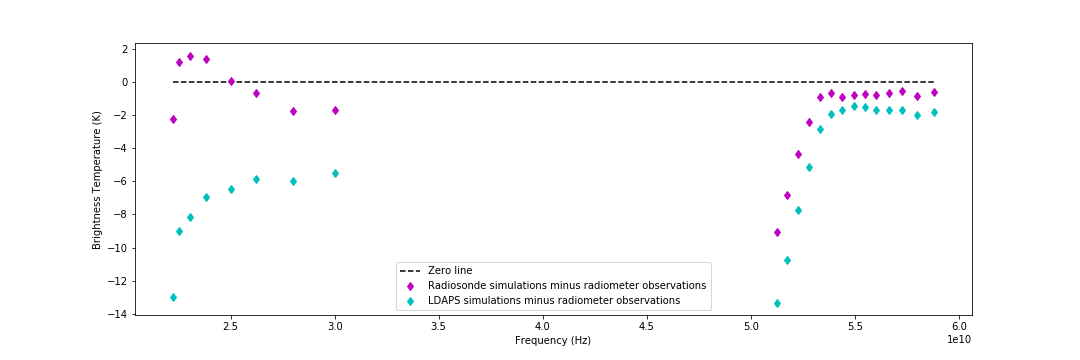 2
0
−2
−4
−6
−8
−10
−12
−14
Brightness Temperature (K)
Zero line
Radiosonde simulations minus radiometer observations
LDAPS simulations minus radiometer observations
2.5 3.0 3.5 4.0 4.5 5.0 5.5 6.0
1e10
Frequency (Hz)